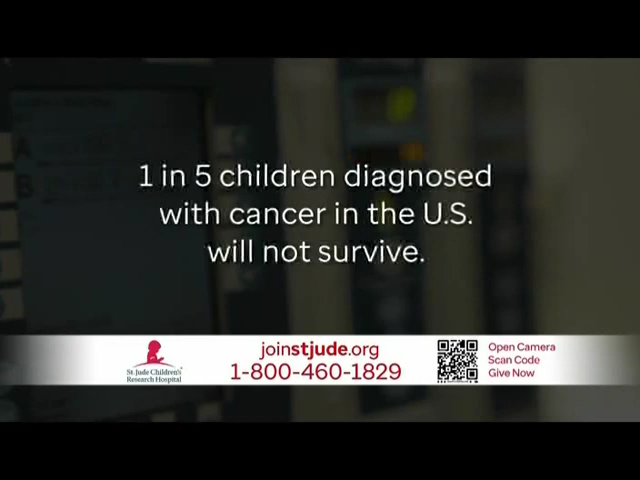 1 in 5 children diagnosed
with cancer in the U.S.
will not survive.
St. Jude Children's
Research Hospital
joinstjude.org
1-800-460-1829
Open Camera
Scan Code
Give Now